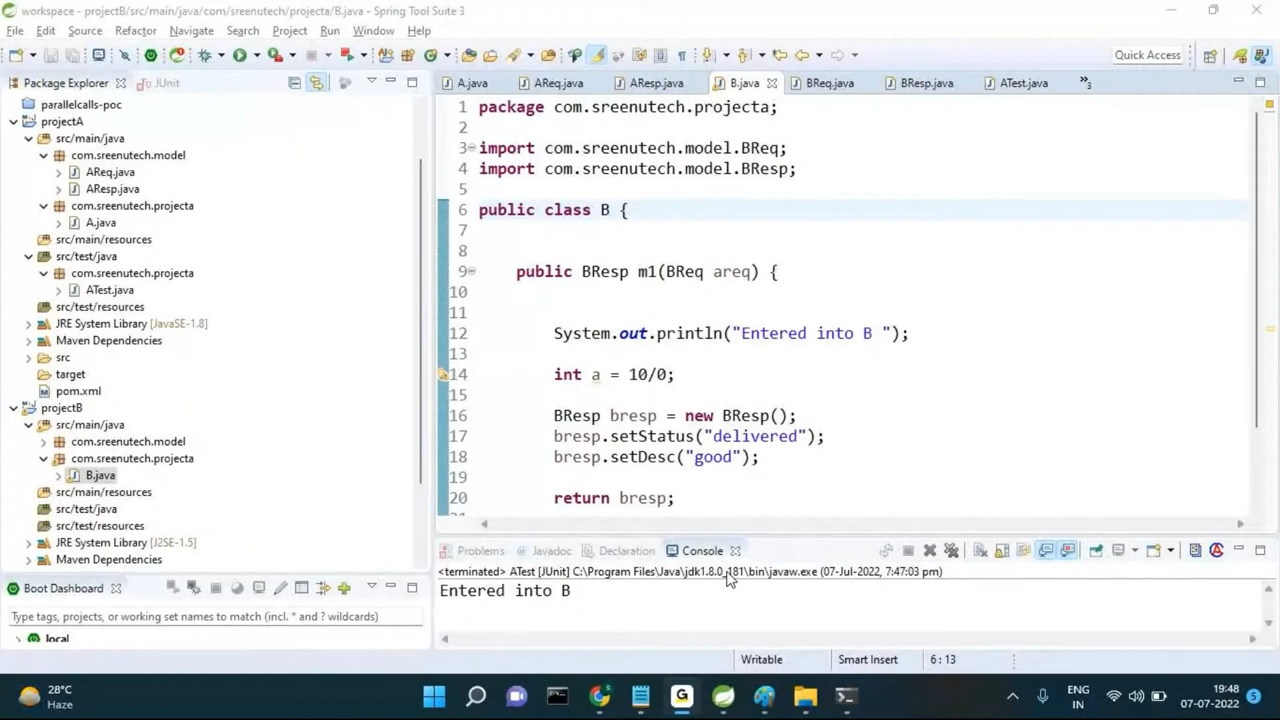 workspace - projectB/src/main/java/com/sreenutech/projecta/B.java - Spring Tool Suite 3
File Edit Source Refactor Navigate Search Project Run Window Help
Quick Access
Package Explorer JUnit
parallelcalls-poc
projectA
src/main/java
com.sreenutech.model
AReq.java
AResp.java
com.sreenutech.projecta
A.java
src/main/resources
src/test/java
com.sreenutech.projecta
ATest.java
src/test/resources
JRE System Library [JavaSE-1.8]
Maven Dependencies
src
target
pom.xml
projectB
src/main/java
com.sreenutech.model
com.sreenutech.projecta
B.java
src/main/resources
src/test/java
src/test/resources
JRE System Library [J2SE-1.5]
Maven Dependencies
Boot Dashboard
Type tags, projects, or working set names to match (incl. * and ? wildcards)
local
A.java AReq.java AResp.java B.java BReq.java BResp.java ATest.java »3
1 package com.sreenutech.projecta;
2
3 import com.sreenutech.model.BReq;
4 import com.sreenutech.model.BResp;
5
6 public class B {
7
8
9 public BResp m1(BReq areq) {
10
11
12 System.out.println("Entered into B ");
13
14 int a = 10/0;
15
16 BResp bresp = new BResp();
17 bresp.setStatus("delivered");
18 bresp.setDesc("good");
19
20 return bresp;
Problems Javadoc Declaration Console
<terminated> ATest [JUnit] C:\Program Files\Java\jdk1.8.0_181\bin\javaw.exe (07-Jul-2022, 7:47:03 pm)
Entered into B
Writable Smart Insert 6 : 13
28°C
Haze
G
ENG
IN
19:48
07-07-2022
5